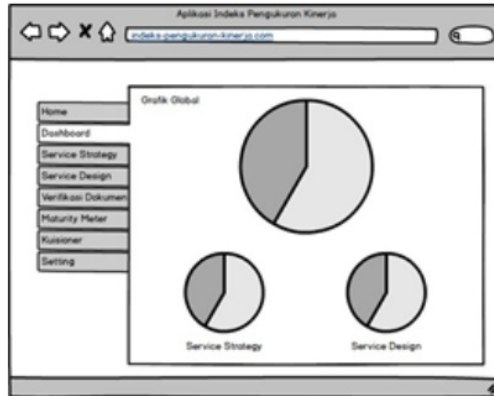 Aplikasi Indeks Pengukuran Kinerja
indeks-pengukuran-kinerja.com
Home
Dashboard
Service Strategy
Service Design
Verifikasi Dokumen
Maturity Meter
Kuisioner
Setting
Grafik Global
Service Strategy
Service Design